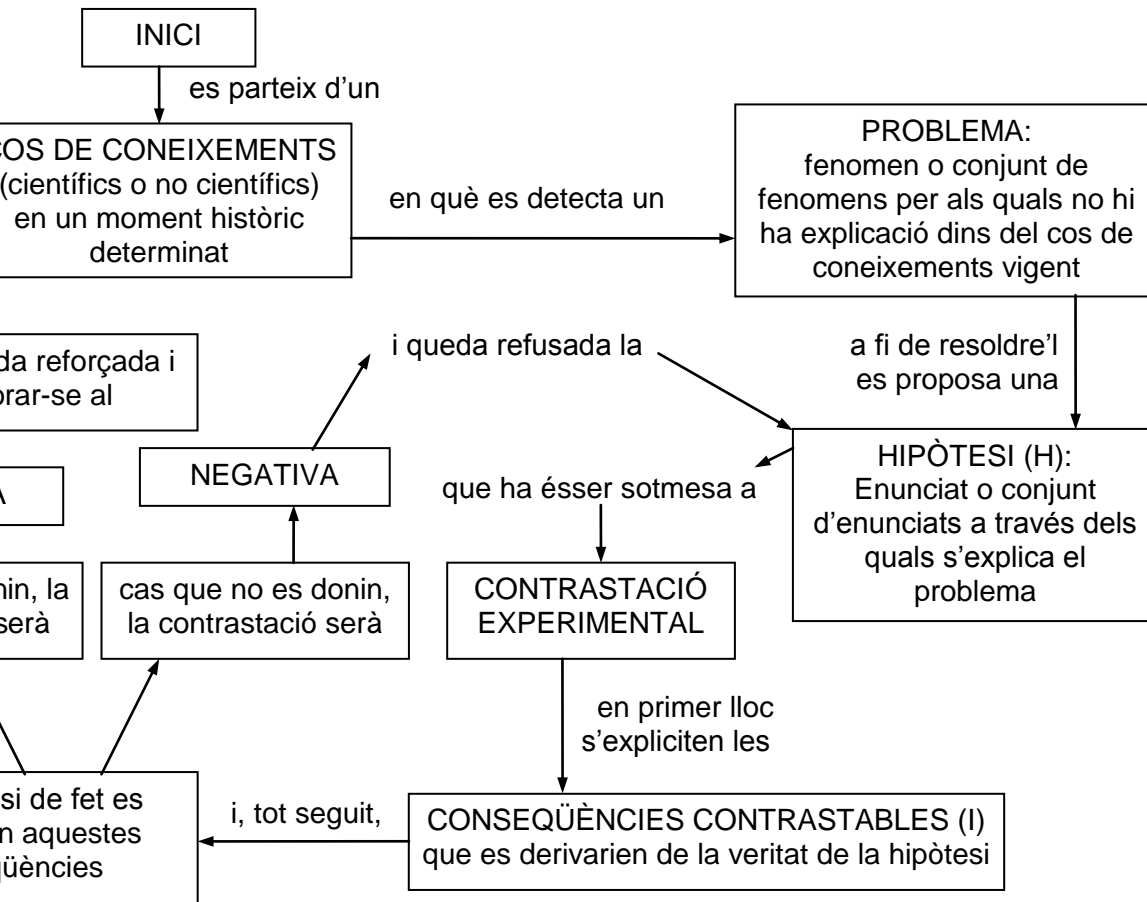 INICI
es parteix d’un
COS DE CONEIXEMENTS
(científics o no científics)
en un moment històric
determinat
en què es detecta un
PROBLEMA:
fenomen o conjunt de
fenomens per als quals no hi
ha explicació dins del cos de
coneixements vigent
a fi de resoldre’l
es proposa una
HIPÒTESI (H):
Enunciat o conjunt
d’enunciats a través dels
quals s’explica el
problema
que ha ésser sotmesa a
CONTRASTACIÓ
EXPERIMENTAL
en primer lloc
s’expliciten les
CONSEQÜÈNCIES CONTRASTABLES (I)
que es derivarien de la veritat de la hipòtesi
i, tot seguit,
si de fet es
aquestes
cas que no es donin,
la contrastació serà
NEGATIVA
i queda refusada la
la
serà
reforçada i
al